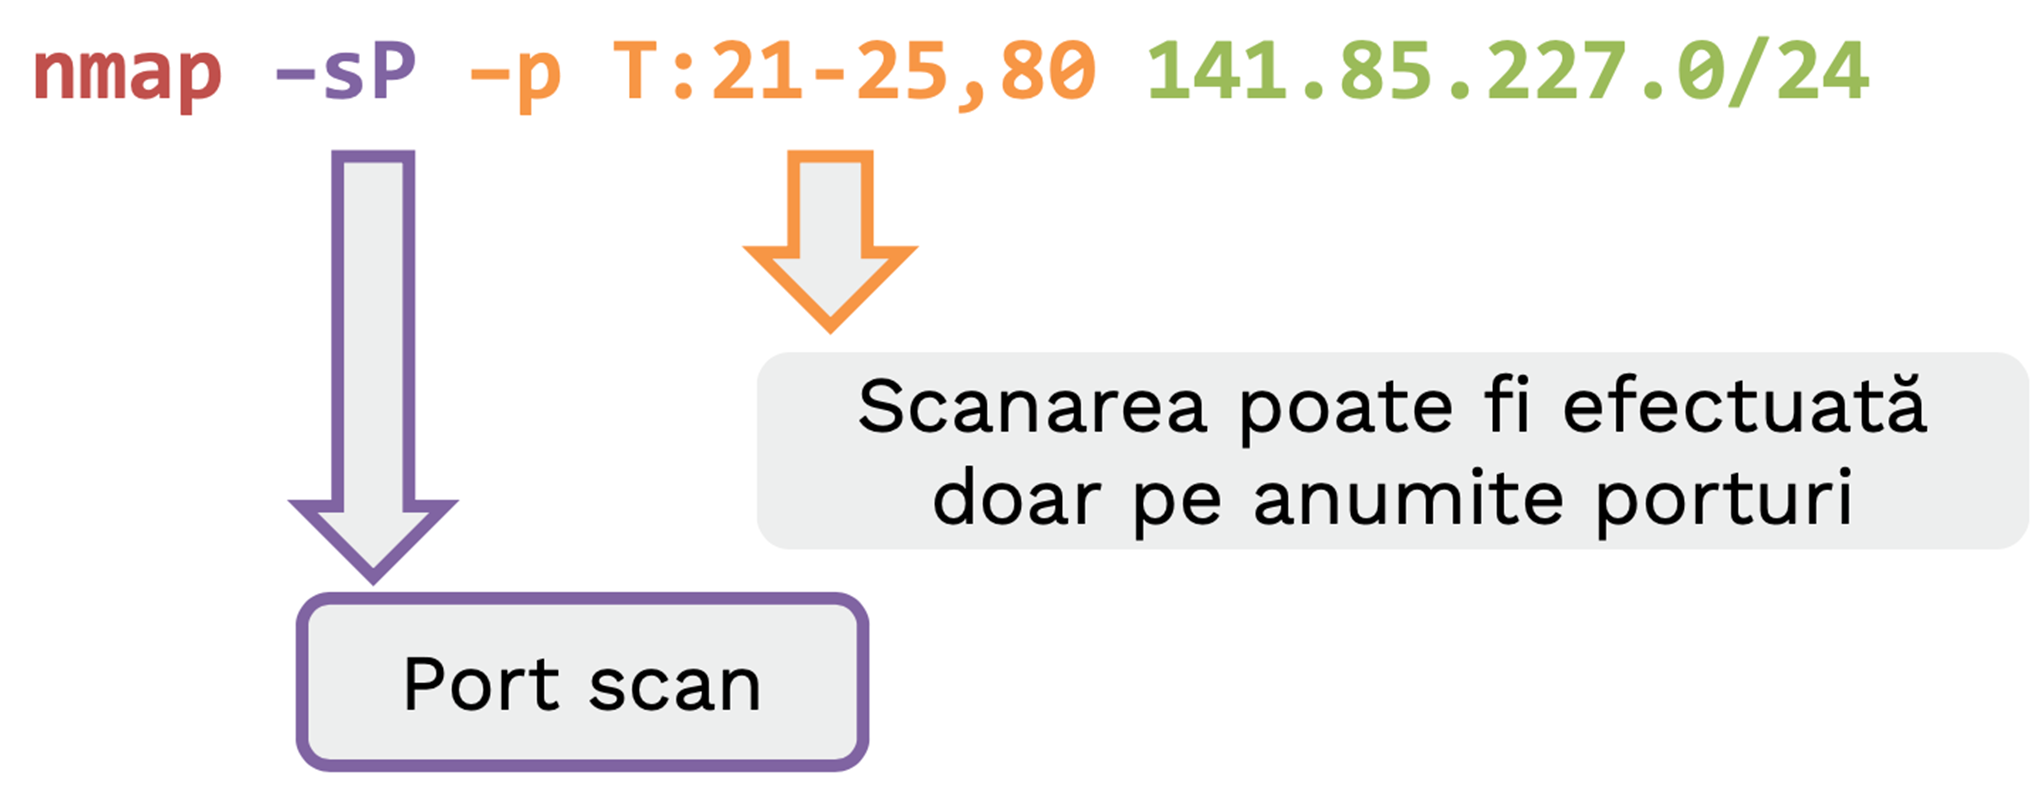 nmap –sP –p T:21-25,80 141.85.227.0/24
Scanarea poate fi efectuată
doar pe anumite porturi
Port scan